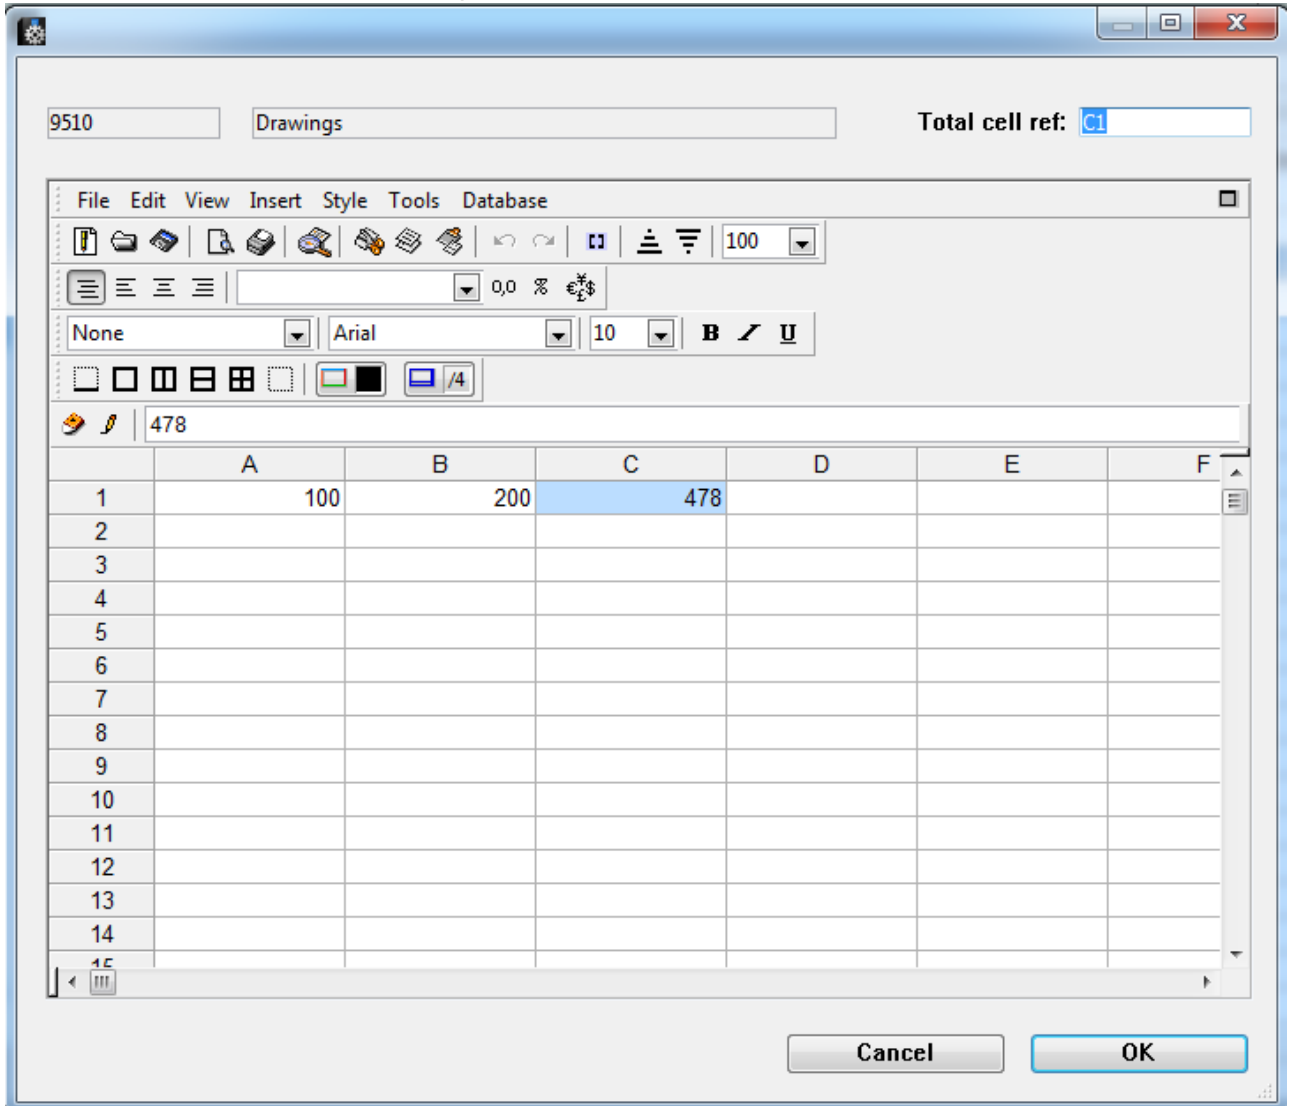 9510 Drawings Total cell ref: C1
File Edit View Insert Style Tools Database
100
0,0 % €¥£$
None Arial 10 B I U
/4
478
A B C D E F
1 100 200 478
2
3
4
5
6
7
8
9
10
11
12
13
14
15
Cancel OK